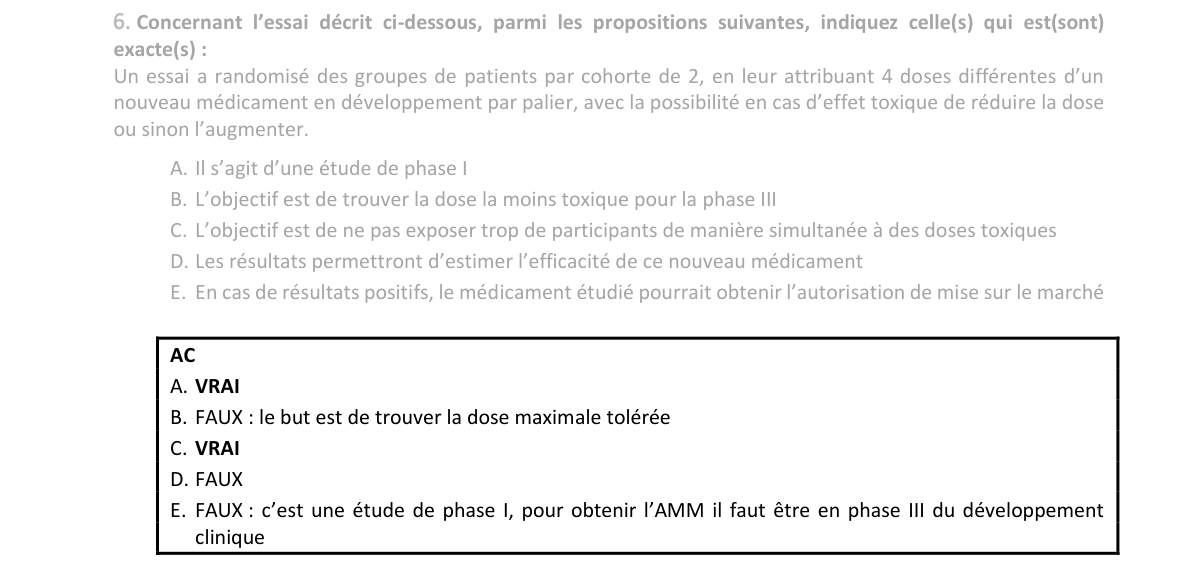 6. Concernant l’essai décrit ci-dessous, parmi les propositions suivantes, indiquez celle(s) qui est(sont)
exacte(s) :
Un essai a randomisé des groupes de patients par cohorte de 2, en leur attribuant 4 doses différentes d’un
nouveau médicament en développement par palier, avec la possibilité en cas d’effet toxique de réduire la dose
ou sinon l’augmenter.
A. Il s’agit d’une étude de phase I
B. L’objectif est de trouver la dose la moins toxique pour la phase III
C. L’objectif est de ne pas exposer trop de participants de manière simultanée à des doses toxiques
D. Les résultats permettront d’estimer l’efficacité de ce nouveau médicament
E. En cas de résultats positifs, le médicament étudié pourrait obtenir l’autorisation de mise sur le marché
AC
A. VRAI
B. FAUX : le but est de trouver la dose maximale tolérée
C. VRAI
D. FAUX
E. FAUX : c’est une étude de phase I, pour obtenir l’AMM il faut être en phase III du développement
clinique